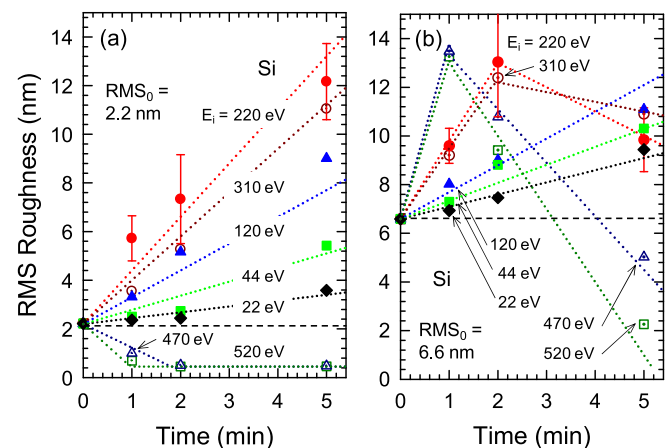 (a)
Si
RMS0 =
2.2 nm
Ei = 220 eV
310 eV
120 eV
44 eV
22 eV
470 eV
520 eV
14
12
10
8
6
4
2
0
RMS Roughness (nm)
0 1 2 3 4 5
Time (min)
(b)
Ei = 220 eV
310 eV
120 eV
44 eV
22 eV
Si
RMS0 =
6.6 nm
470 eV
520 eV
14
12
10
8
6
4
2
0
0 1 2 3 4 5
Time (min)